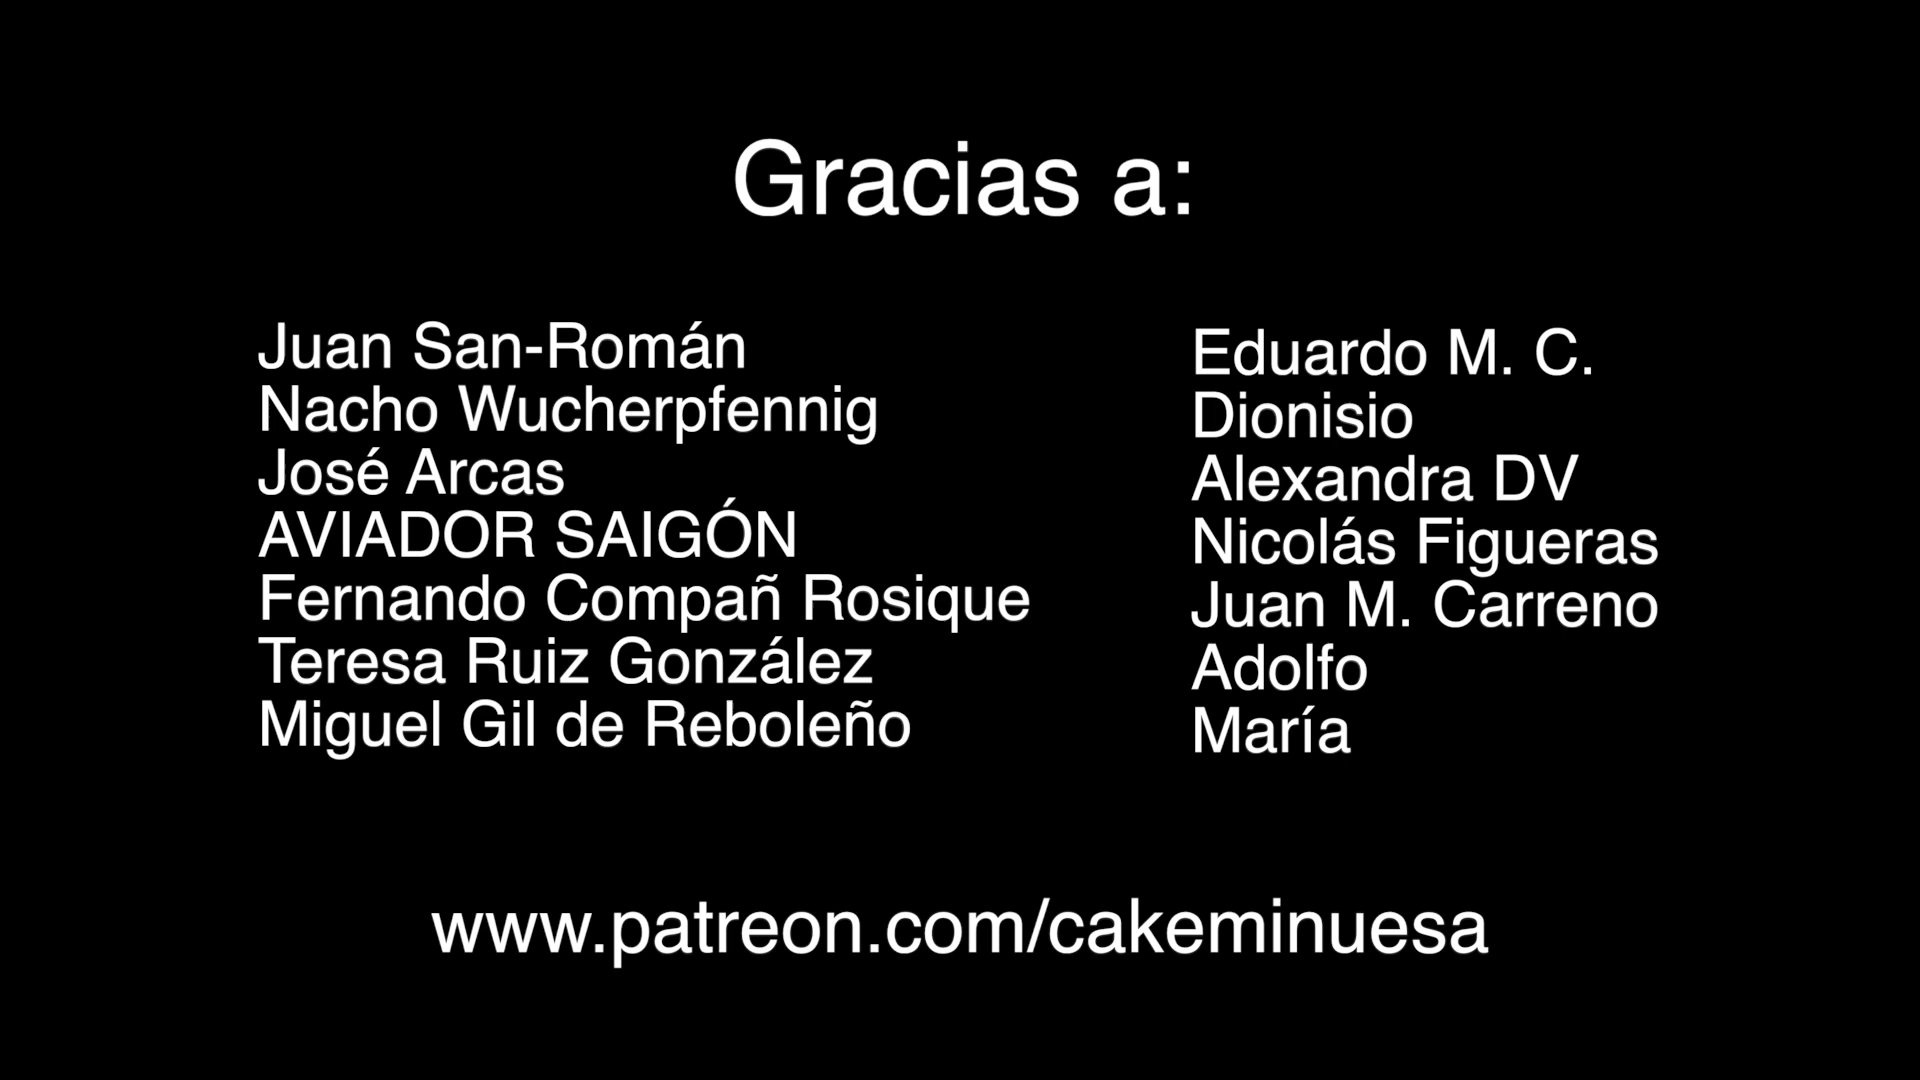 Gracias a:
Juan San-Román
Nacho Wucherpfennig
José Arcas
AVIADOR SAIGÓN
Fernando Compañ Rosique
Teresa Ruiz González
Miguel Gil de Reboleño
Eduardo M. C.
Dionisio
Alexandra DV
Nicolás Figueras
Juan M. Carreno
Adolfo
María
www.patreon.com/cakeminuesa